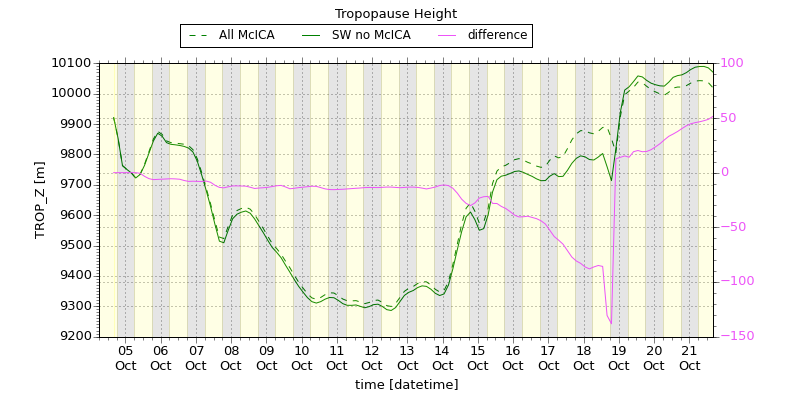 Tropopause Height
All McICA SW no McICA difference
10100
10000
9900
9800
9700
9600
9500
9400
9300
9200
TROP_Z [m]
100
50
0
−50
−100
−150
05 06 07 08 09 10 11 12 13 14 15 16 17 18 19 20 21
Oct Oct Oct Oct Oct Oct Oct Oct Oct Oct Oct Oct Oct Oct Oct Oct Oct
time [datetime]